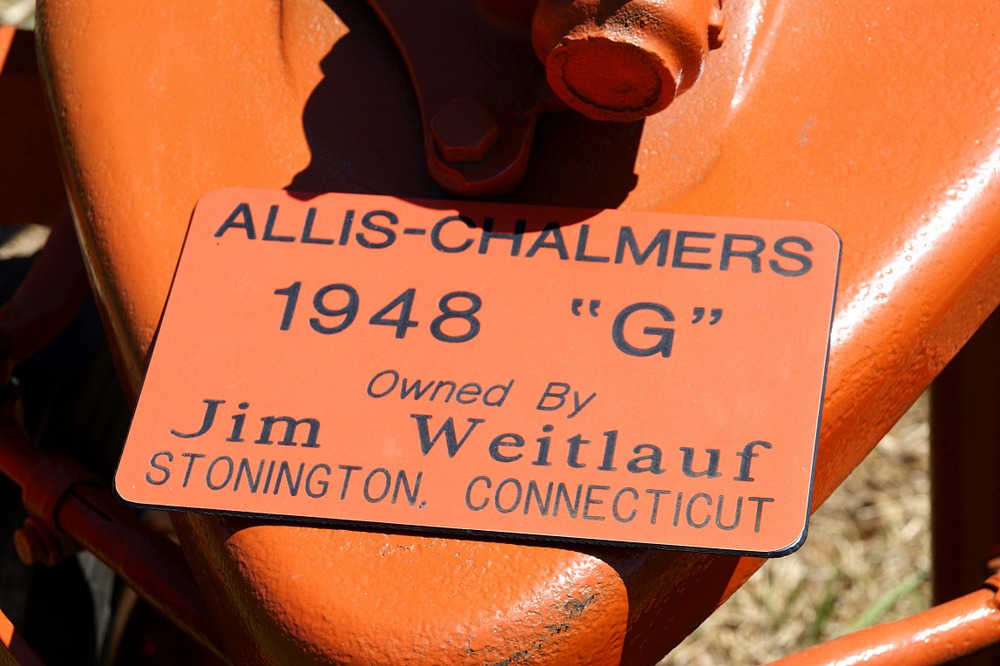 ALLIS-CHALMERS
1948 "G"
Owned By
Jim Weitlauf
STONINGTON, CONNECTICUT